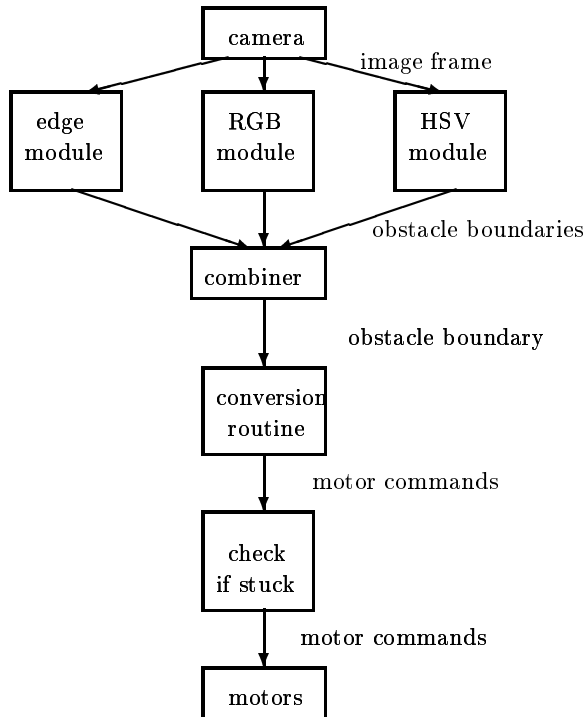 camera
image frame
edge
module
RGB
module
HSV
module
obstacle boundaries
combiner
obstacle boundary
conversion
routine
motor commands
check
if stuck
motor commands
motors